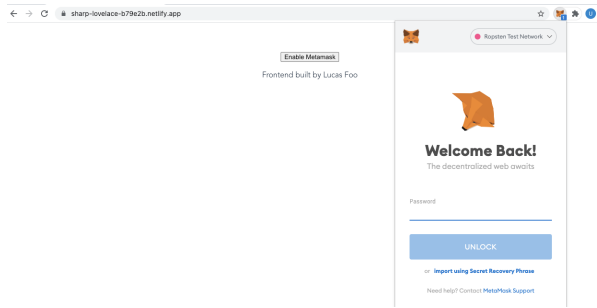 sharp-lovelace-b79e2b.netlify.app
U
Ropsten Test Network
Enable Metamask
Frontend built by Lucas Foo
Welcome Back!
The decentralized web awaits
Password
UNLOCK
or Import using Secret Recovery Phrase
Need help? Contact MetaMask Support